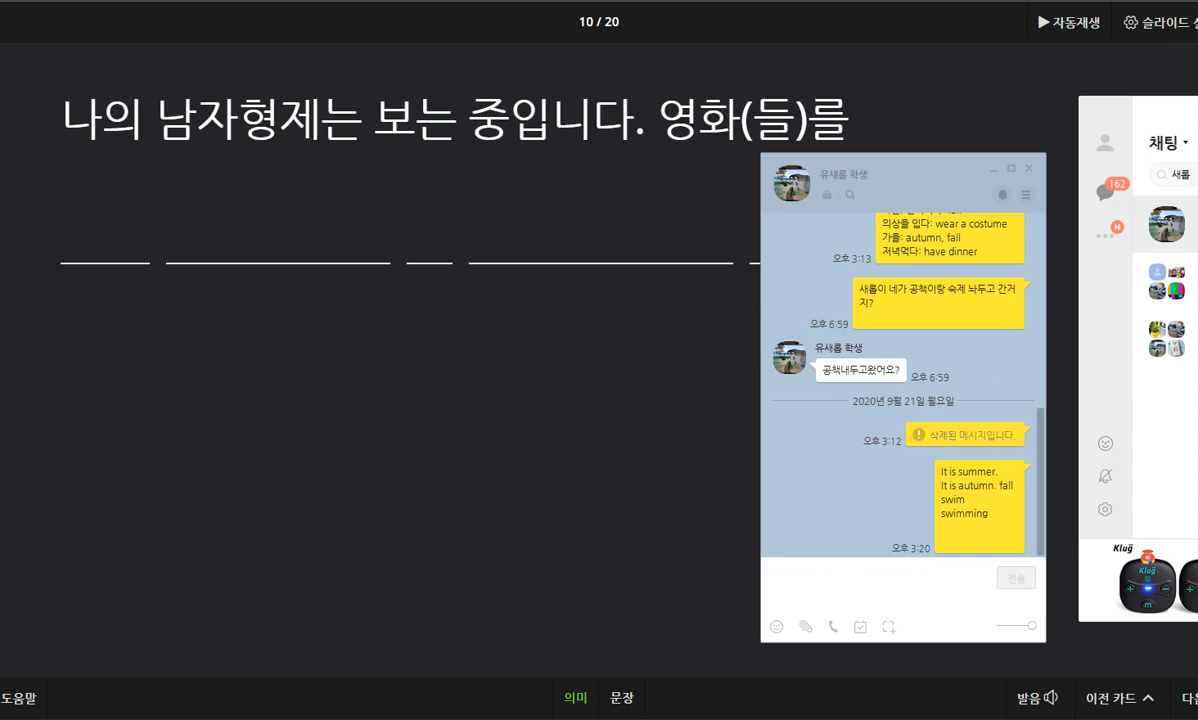 10 / 20
자동재생
슬라이드
나의 남자형제는 보는 중입니다. 영화(들)를
유새롬 학생
의상을 입다: wear a costume
가을: autumn, fall
저녁먹다: have dinner
오후 3:13
새롬이 네가 공책이랑 숙제 놔두고 간거
지?
오후 6:59
유새롬 학생
공책내두고왔어요?
오후 6:59
2020년 9월 21일 월요일
삭제된 메시지입니다.
오후 3:12
It is summer.
It is autumn. fall
swim
swimming
오후 3:20
전송
채팅
새롬
162
N
Klug
Klug
m
도움말
의미
문장
발음
이전 카드